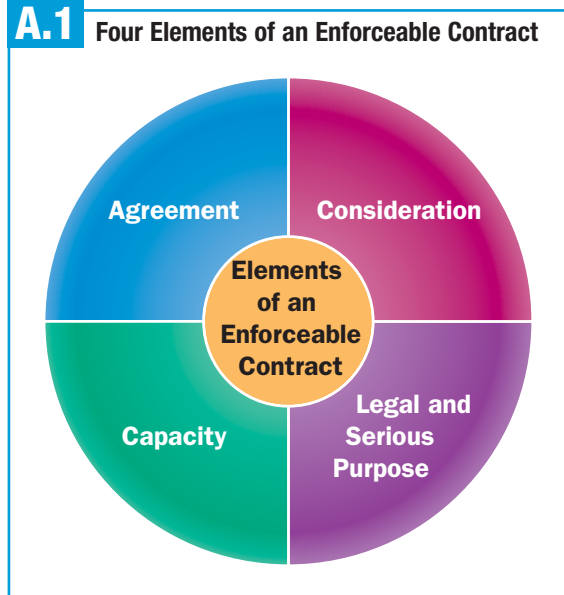 A.1 Four Elements of an Enforceable Contract
Agreement
Consideration
Elements
of an
Enforceable
Contract
Capacity
Legal and
Serious
Purpose